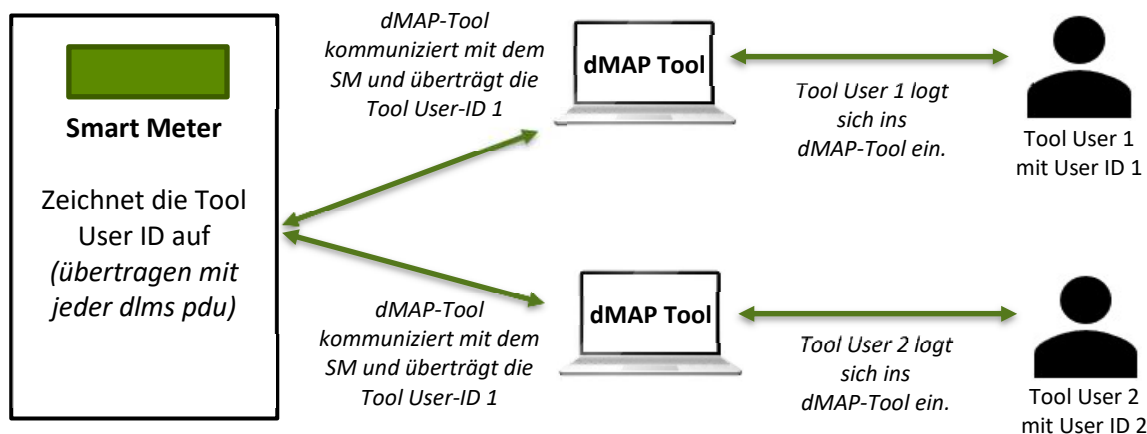 Smart Meter
Zeichnet die Tool
User ID auf
(übertragen mit
jeder dlms pdu)
dMAP-Tool
kommuniziert mit dem
SM und überträgt die
Tool User-ID 1
dMAP Tool
Tool User 1 logt
sich ins
dMAP-Tool ein.
Tool User 1
mit User ID 1
dMAP-Tool
kommuniziert mit dem
SM und überträgt die
Tool User-ID 1
dMAP Tool
Tool User 2 logt
sich ins
dMAP-Tool ein.
Tool User 2
mit User ID 2